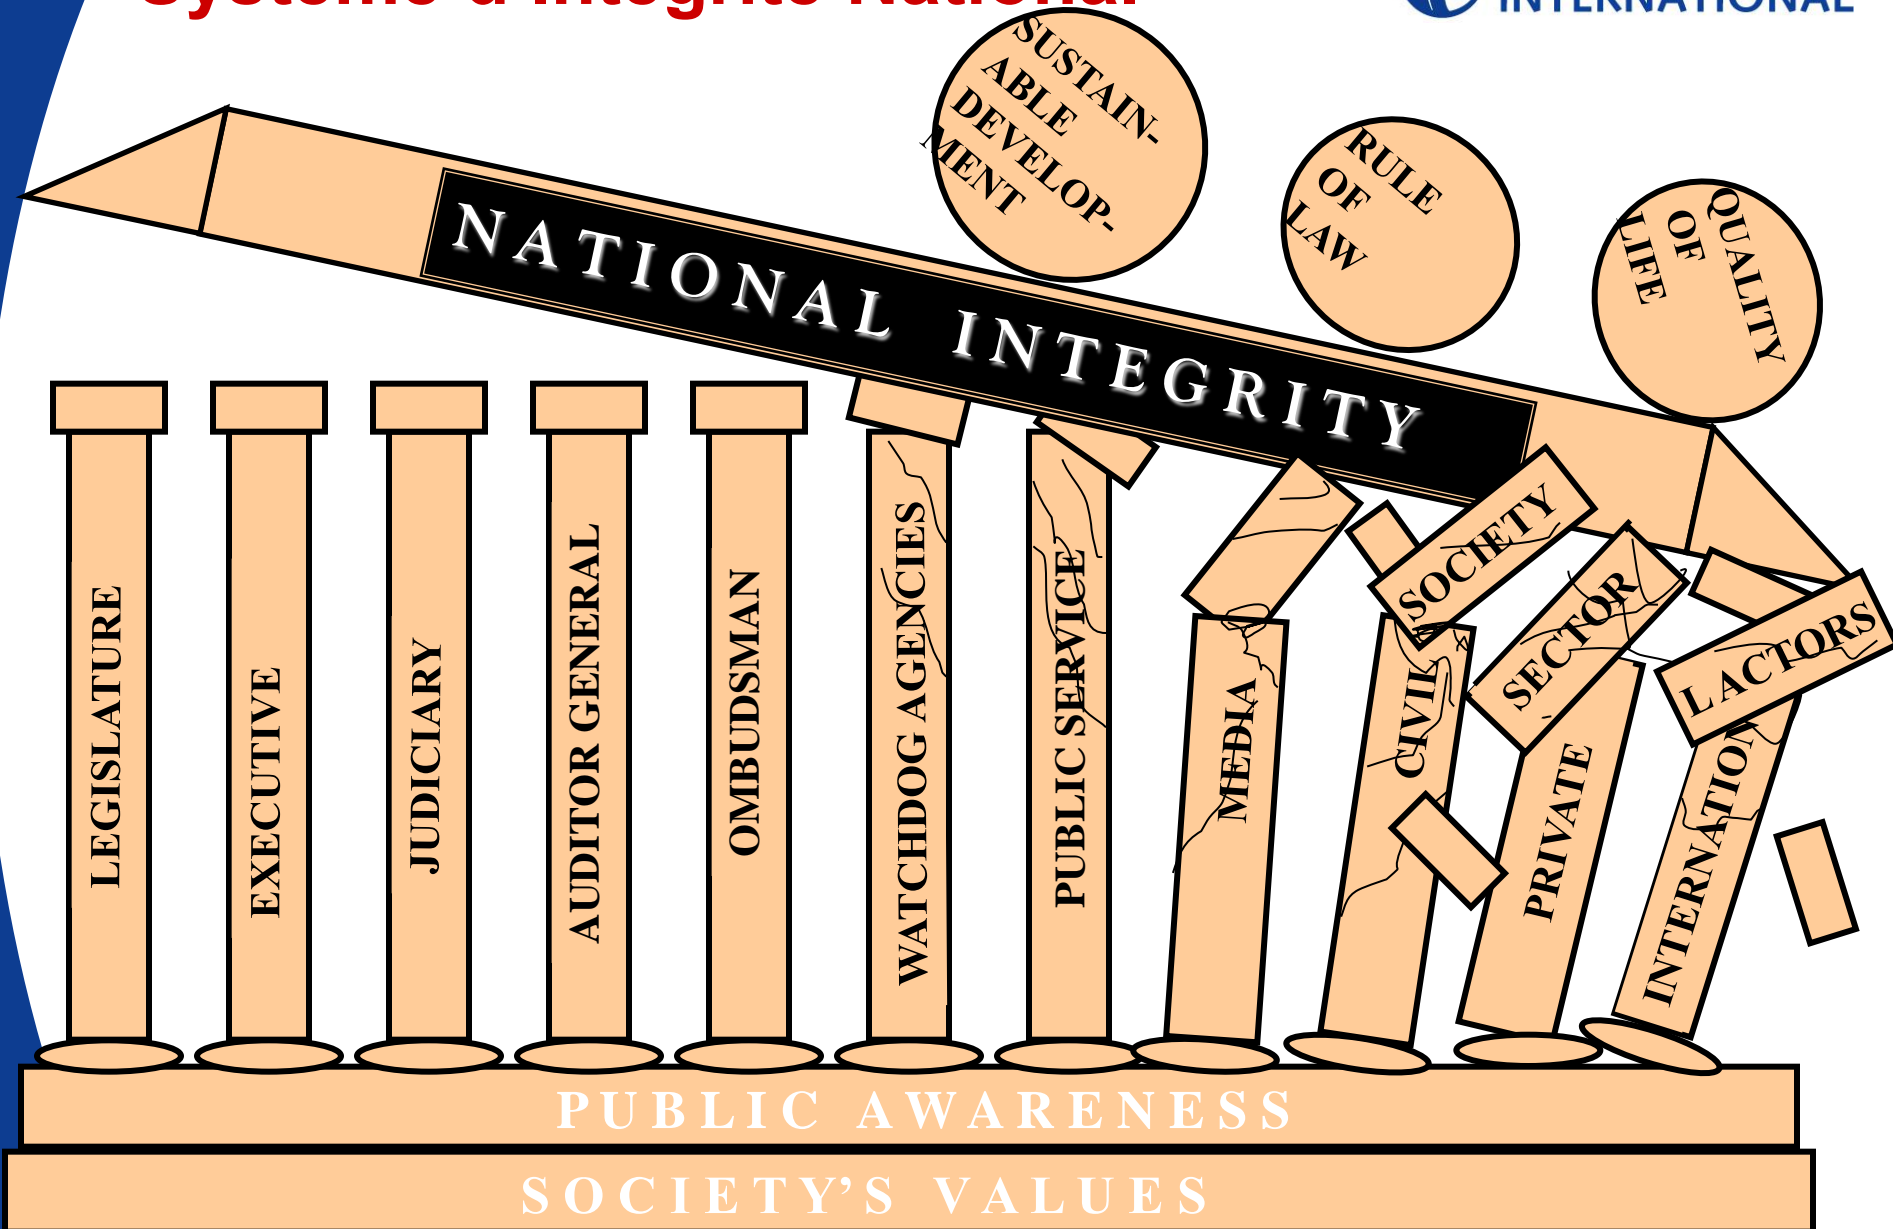 Système d'Intégrité National
INTERNATIONAL
SUSTAIN-
ABLE
DEVELOP-
MENT
RULE
OF
LAW
QUALITY
OF
LIFE
NATIONAL INTEGRITY
LEGISLATURE
EXECUTIVE
JUDICIARY
AUDITOR GENERAL
OMBUDSMAN
WATCHDOG AGENCIES
PUBLIC SERVICE
MEDIA
CIVIL
SOCIETY
PRIVATE
SECTOR
INTERNATION
L ACTORS
PUBLIC AWARENESS
SOCIETY’S VALUES